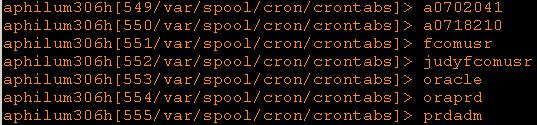 aphilum306h[549/var/spool/cron/crontabs]> a0702041
aphilum306h[550/var/spool/cron/crontabs]> a0718210
aphilum306h[551/var/spool/cron/crontabs]> fcomusr
aphilum306h[552/var/spool/cron/crontabs]> judyfcomusr
aphilum306h[553/var/spool/cron/crontabs]> oracle
aphilum306h[554/var/spool/cron/crontabs]> oraprd
aphilum306h[555/var/spool/cron/crontabs]> prdadm